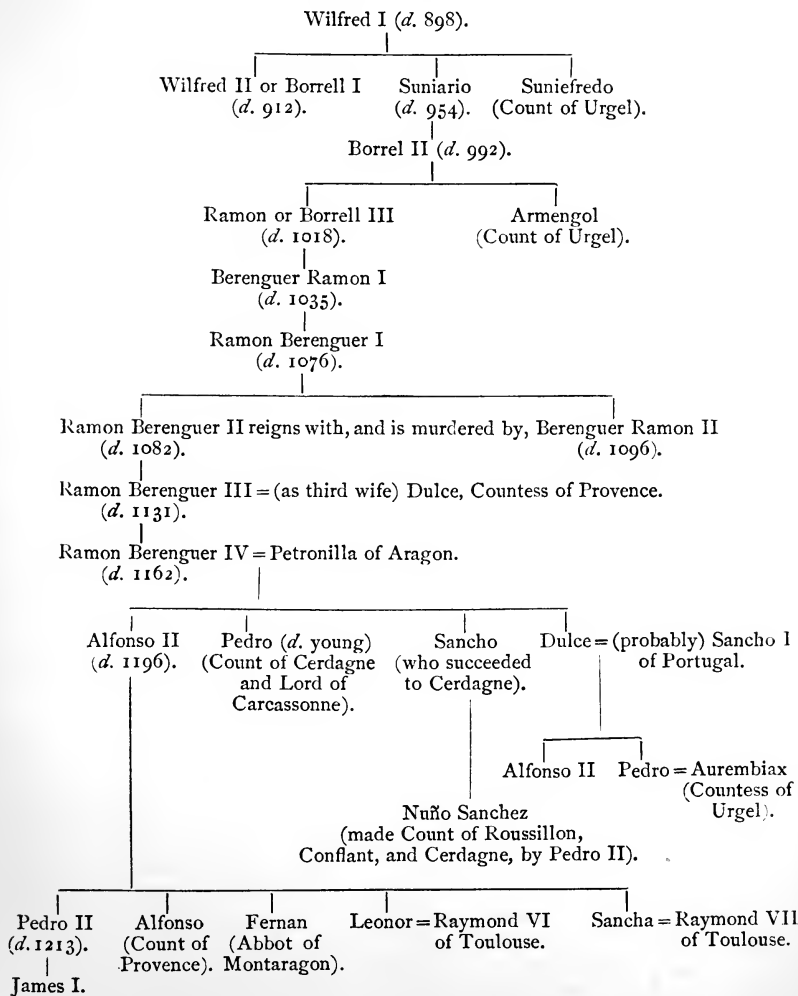 Wilfred I (d. 898).
Wilfred II or Borrell I
(d. 912).
Suniario
(d. 954).
Suniefredo
(Count of Urgel).
Borrel II (d. 992).
Ramon or Borrell III
(d. 1018).
Armengol
(Count of Urgel).
Berenguer Ramon I
(d. 1035).
Ramon Berenguer I
(d. 1076).
Ramon Berenguer II reigns with, and is murdered by, Berenguer Ramon II
(d. 1082).
(d. 1096).
Ramon Berenguer III = (as third wife) Dulce, Countess of Provence.
(d. 1131).
Ramon Berenguer IV = Petronilla of Aragon.
(d. 1162).
Alfonso II
(d. 1196).
Pedro (d. young)
(Count of Cerdagne
and Lord of
Carcassonne).
Sancho
(who succeeded
to Cerdagne).
Dulce = (probably) Sancho I
of Portugal.
Alfonso II
Pedro = Aurembiax
(Countess of
Urgel).
Nuño Sanchez
(made Count of Roussillon,
Conflant, and Cerdagne, by Pedro II).
Pedro II
(d. 1213).
Alfonso
(Count of
Provence).
Fernan
(Abbot of
Montaragon).
Leonor = Raymond VI
of Toulouse.
Sancha = Raymond VII
of Toulouse.
James I.